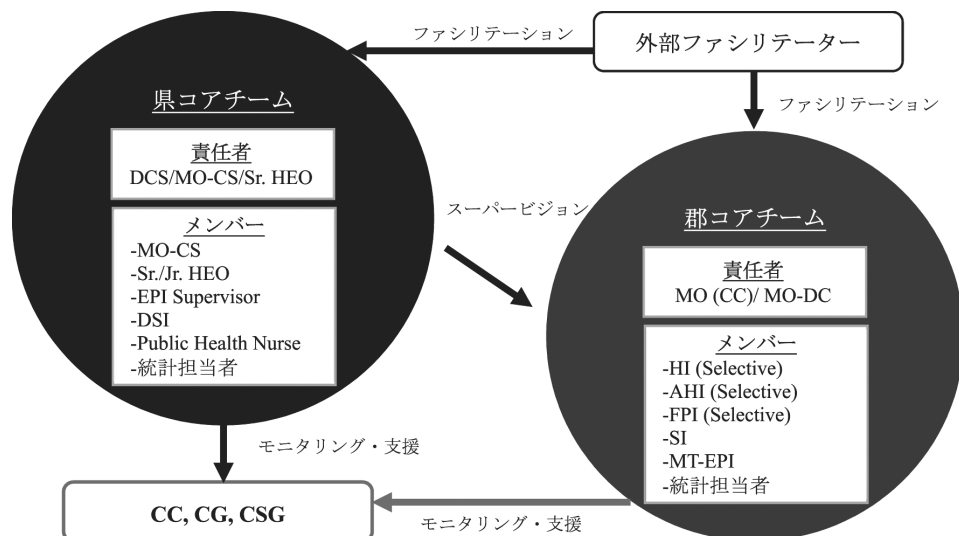 ファシリテーション
外部ファシリテーター
ファシリテーション
県コアチーム
責任者
DCS/MO-CS/Sr. HEO
メンバー
-MO-CS
-Sr./Jr. HEO
-EPI Supervisor
-DSI
-Public Health Nurse
-統計担当者
スーパービジョン
郡コアチーム
責任者
MO (CC)/ MO-DC
メンバー
-HI (Selective)
-AHI (Selective)
-FPI (Selective)
-SI
-MT-EPI
-統計担当者
モニタリング・支援
CC, CG, CSG
モニタリング・支援